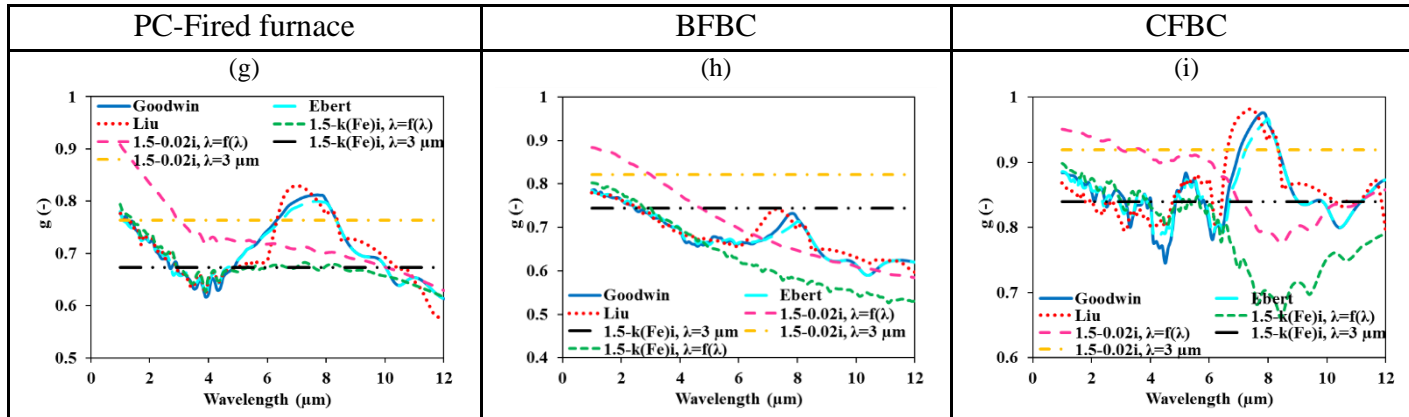 PC-Fired furnace
BFBC
CFBC
(g)
1
0.9
0.8
0.7
0.6
0.5
g (-)
Goodwin
Ebert
Liu
1.5-k(Fe)i, λ=f(λ)
1.5-0.02i, λ=f(λ)
1.5-k(Fe)i, λ=3 μm
1.5-0.02i, λ=3 μm
0 2 4 6 8 10 12
Wavelength (μm)
(h)
1
0.9
0.8
0.7
0.6
0.5
0.4
g (-)
Goodwin
Ebert
Liu
1.5-0.02i, λ=f(λ)
1.5-k(Fe)i, λ=3 μm
1.5-0.02i, λ=3 μm
1.5-k(Fe)i, λ=f(λ)
0 2 4 6 8 10 12
Wavelength (μm)
(i)
1
0.9
0.8
0.7
0.6
g (-)
Goodwin
Ebert
Liu
1.5-k(Fe)i, λ=f(λ)
1.5-0.02i, λ=f(λ)
1.5-k(Fe)i, λ=3 μm
1.5-0.02i, λ=3 μm
0 2 4 6 8 10 12
Wavelength (μm)